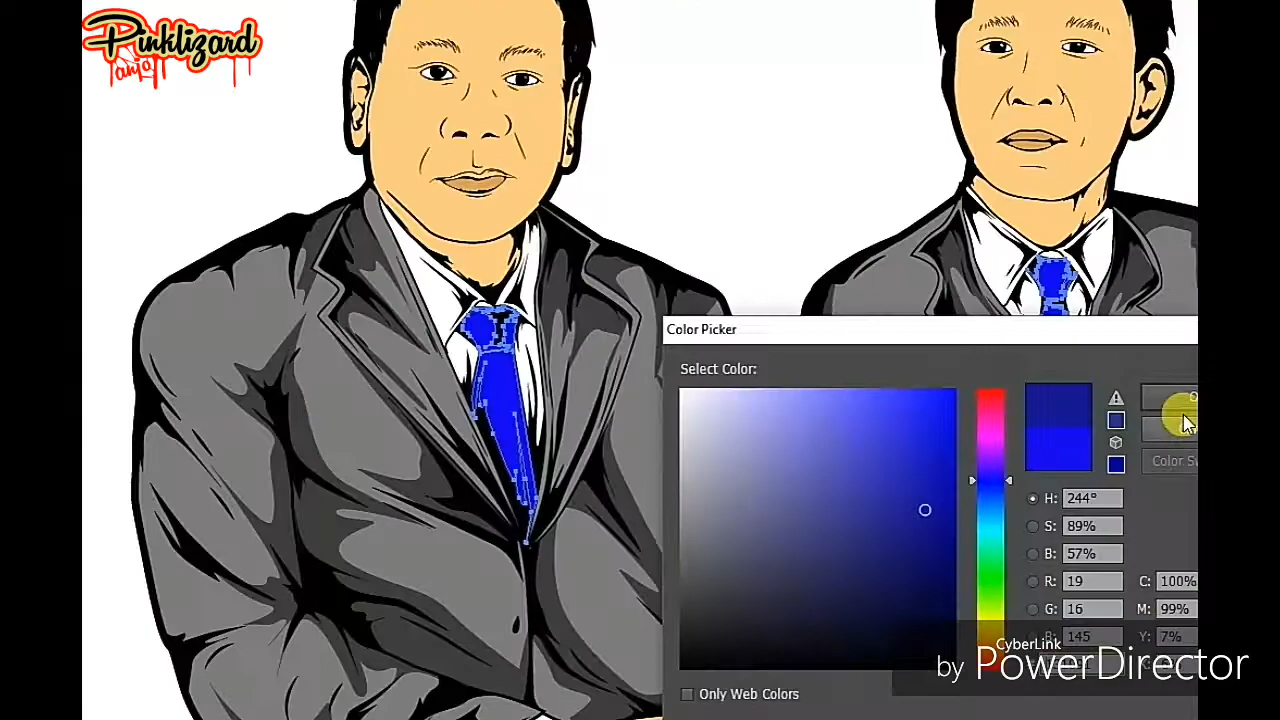 Pinklizard
Color Picker
Select Color:
H: 244°
S: 89%
B: 57%
R: 19 C: 100%
G: 16 M: 99%
B: 145 Y: 7%
Only Web Colors
CyberLink
by PowerDirector